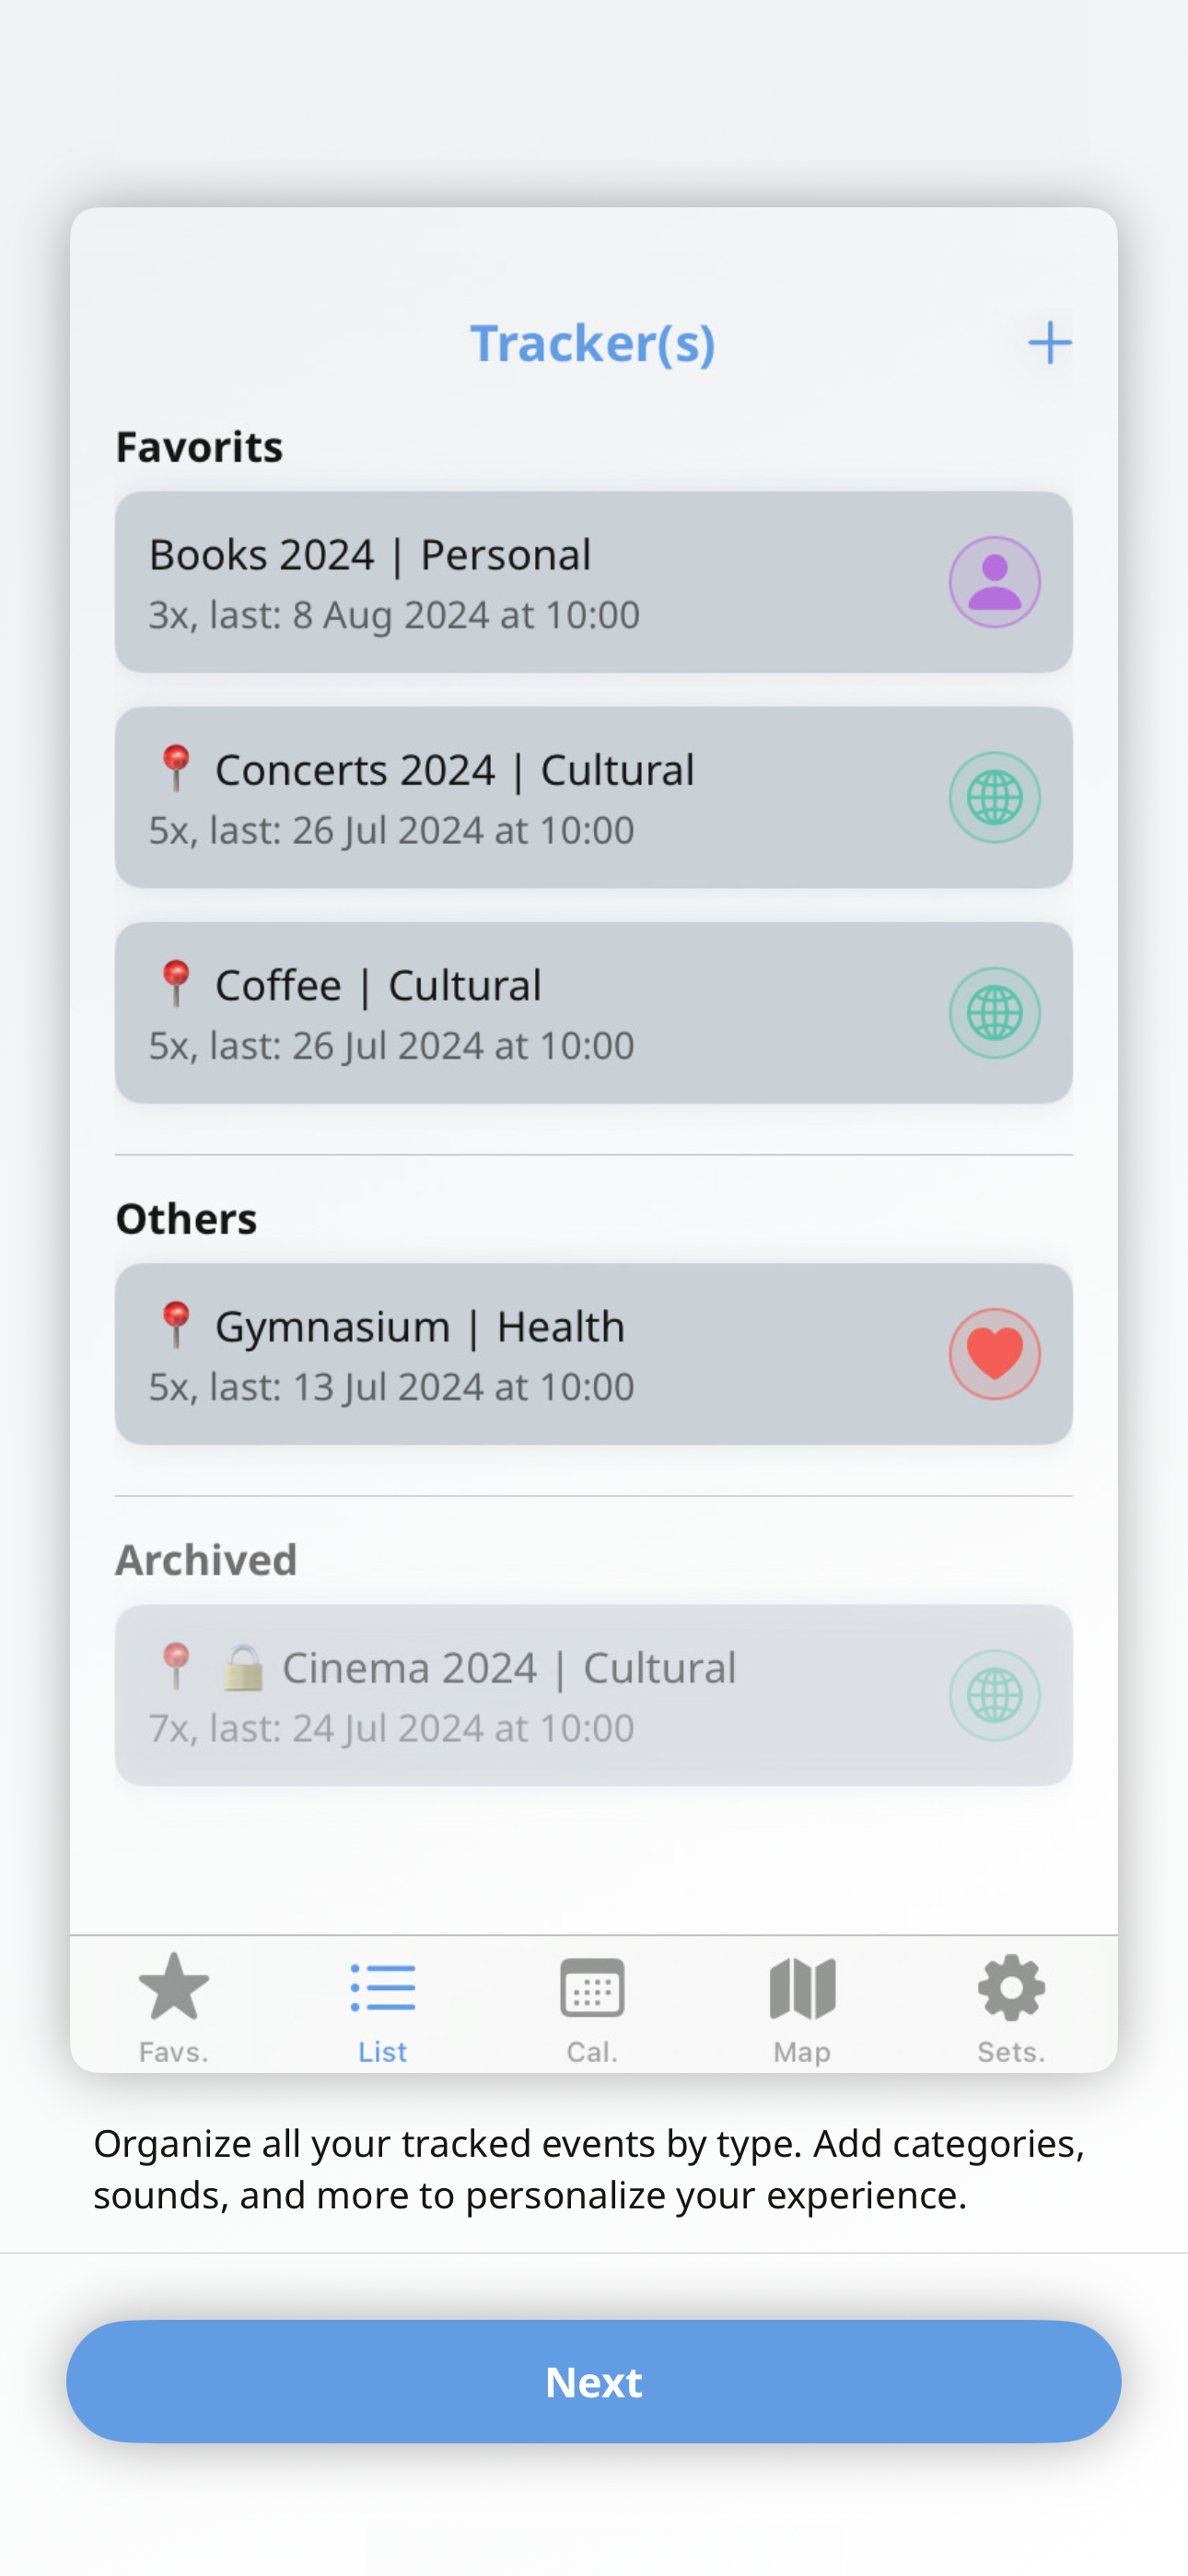 Tracker(s)
Favorits
Books 2024 | Personal
3x, last: 8 Aug 2024 at 10:00
Concerts 2024 | Cultural
5x, last: 26 Jul 2024 at 10:00
Coffee | Cultural
5x, last: 26 Jul 2024 at 10:00
Others
Gymnasium | Health
5x, last: 13 Jul 2024 at 10:00
Archived
Cinema 2024 | Cultural
7x, last: 24 Jul 2024 at 10:00
Favs. List Cal. Map Sets.
Organize all your tracked events by type. Add categories,
sounds, and more to personalize your experience.
Next